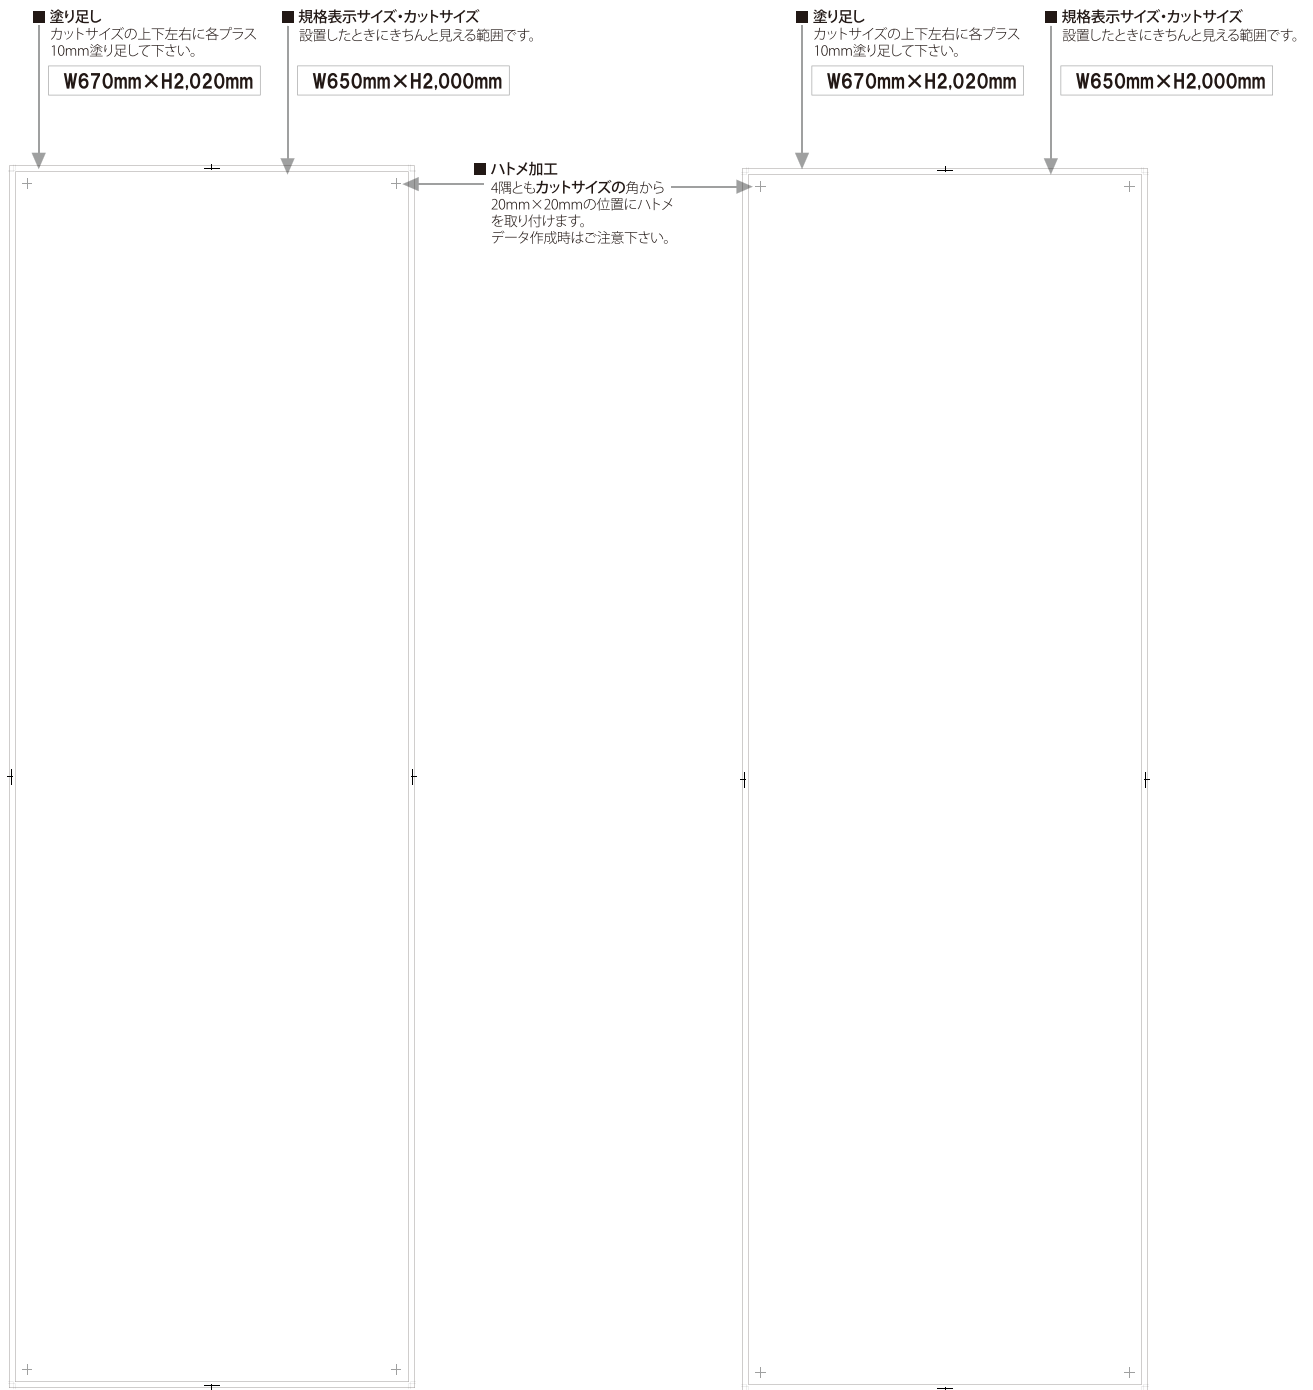 ■ 塗り足し
カットサイズの上下左右に各プラス
10mm塗り足して下さい。
W670mm×H2,020mm
■ 規格表示サイズ・カットサイズ
設置したときにきちんと見える範囲です。
W650mm×H2,000mm
■ 塗り足し
カットサイズの上下左右に各プラス
10mm塗り足して下さい。
W670mm×H2,020mm
■ 規格表示サイズ・カットサイズ
設置したときにきちんと見える範囲です。
W650mm×H2,000mm
■ ハトメ加工
4隅ともカットサイズの角から
20mm×20mmの位置にハトメ
を取り付けます。
データ作成時はご注意下さい。